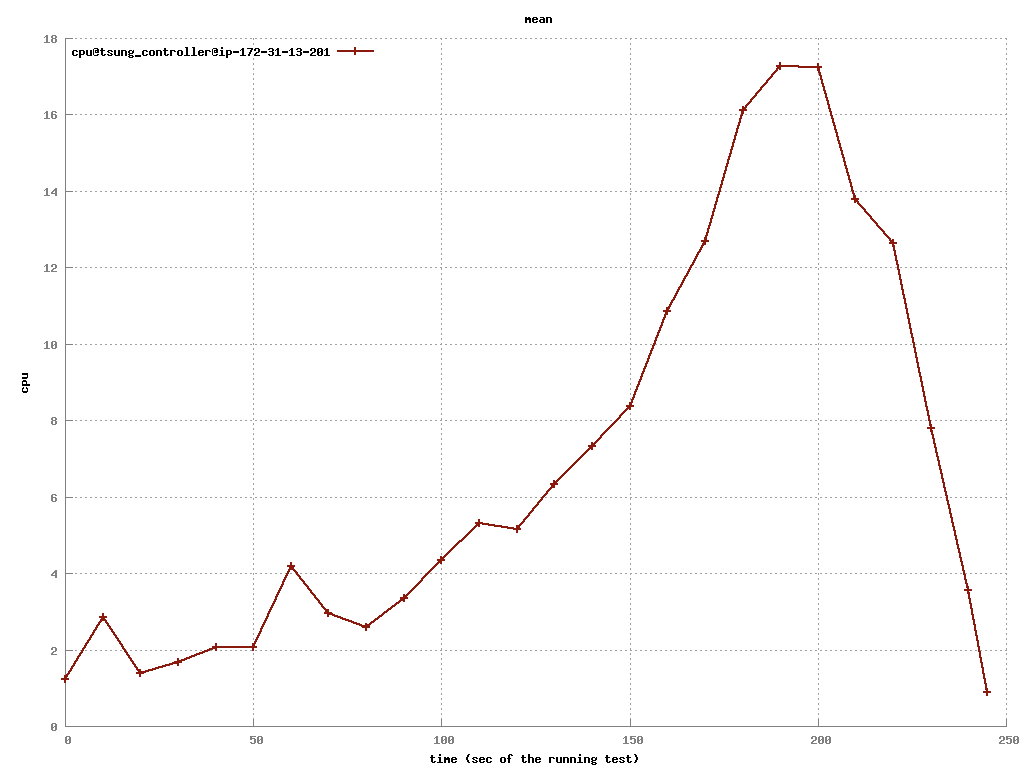 mean
cpu@tsung_controller@ip-172-31-13-201
18
16
14
12
10
8
6
4
2
0
cpu
0 50 100 150 200 250
time (sec of the running test)